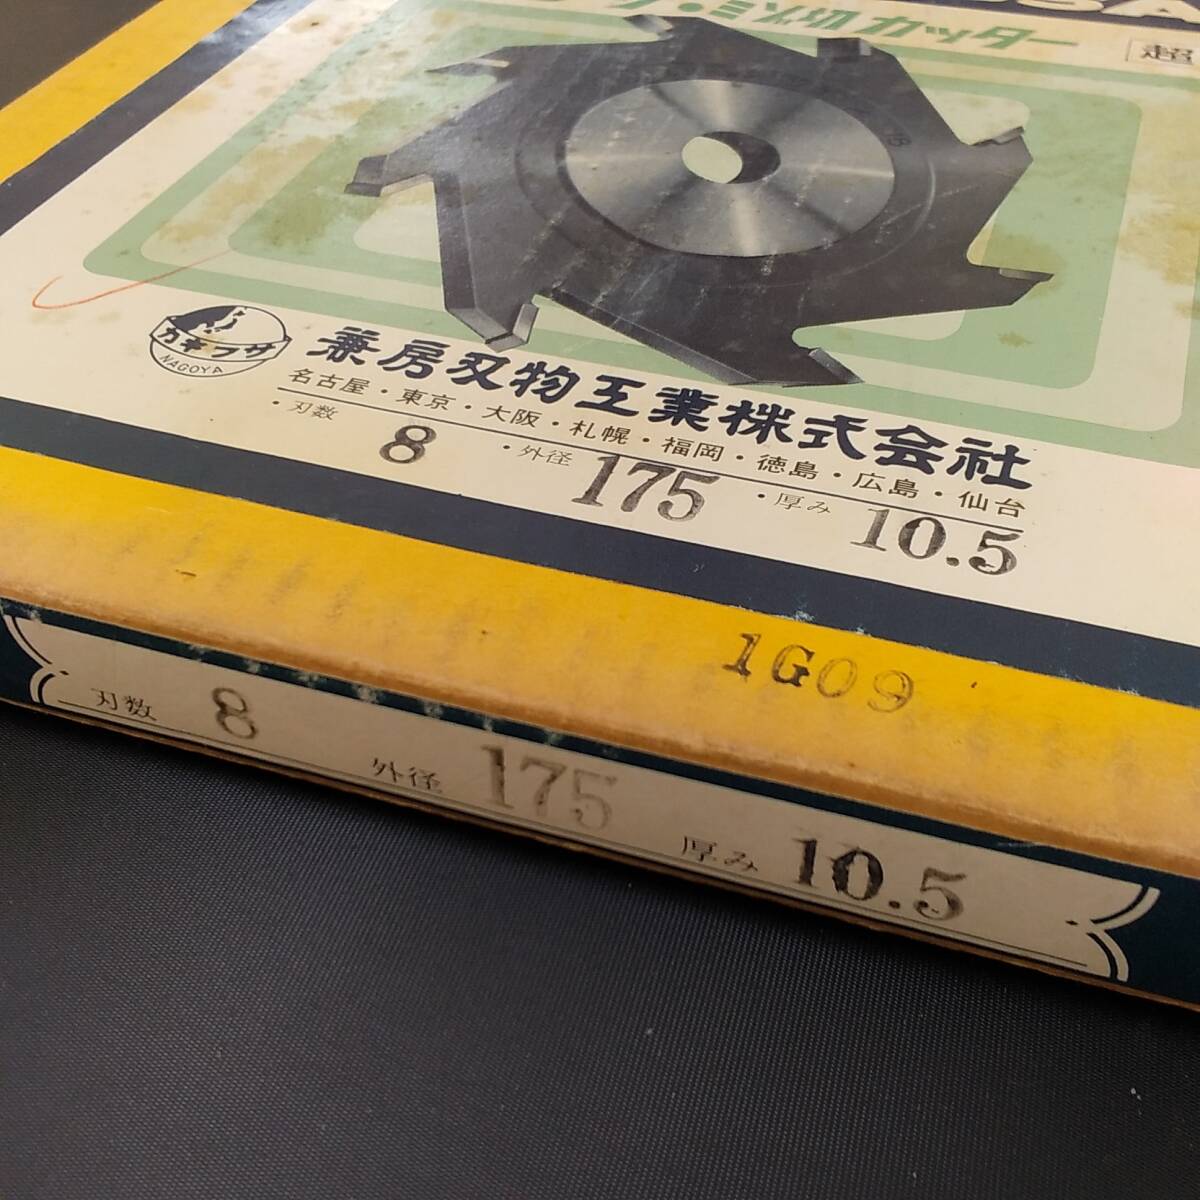 ミゾ切カッター
超
18
カネフサ
NAGOYA
兼房刃物工業株式会社
名古屋・東京・大阪・札幌・福岡・徳島・広島・仙台
・刃数 8 ・外径 175 ・厚み 10.5
1G09
刃数 8 外径 175 厚み 10.5